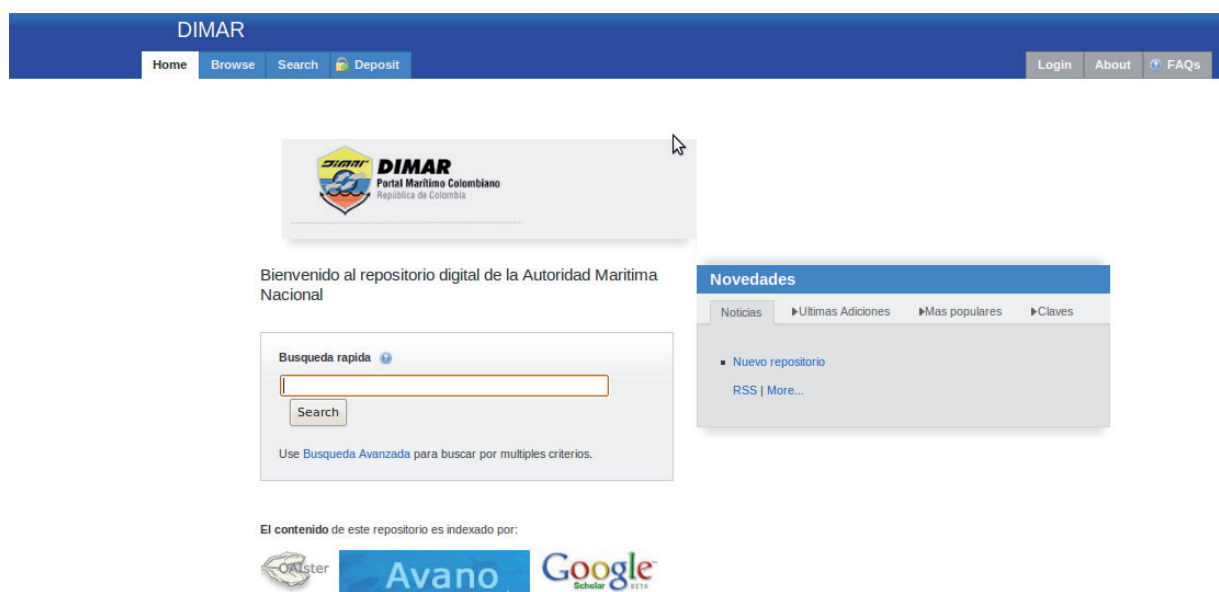 DIMAR
Home Browse Search Deposit
Login About FAQs
Dimar
DIMAR
Portal Marítimo Colombiano
República de Colombia
Bienvenido al repositorio digital de la Autoridad Maritima
Nacional
Busqueda rapida
Search
Use Busqueda Avanzada para buscar por multiples criterios.
Novedades
Noticias Ultimas Adiciones Mas populares Claves
Nuevo repositorio
RSS | More...
El contenido de este repositorio es indexado por:
OAIster
Avano
Google
Scholar BETA